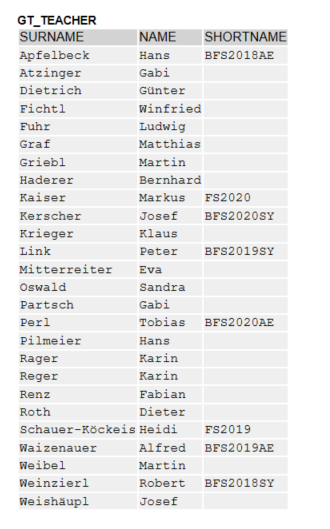 GT_TEACHER
SURNAME NAME SHORTNAME
Apfelbeck Hans BFS2018AE
Atzinger Gabi
Dietrich Günter
Fichtl Winfried
Fuhr Ludwig
Graf Matthias
Griebl Martin
Haderer Bernhard
Kaiser Markus FS2020
Kerscher Josef BFS2020SY
Krieger Klaus
Link Peter BFS2019SY
Mitterreiter Eva
Oswald Sandra
Partsch Gabi
Perl Tobias BFS2020AE
Pilmeier Hans
Rager Karin
Reger Karin
Renz Fabian
Roth Dieter
Schauer-Köckeis Heidi FS2019
Waizenauer Alfred BFS2019AE
Weibel Martin
Weinzierl Robert BFS2018SY
Weishäupl Josef